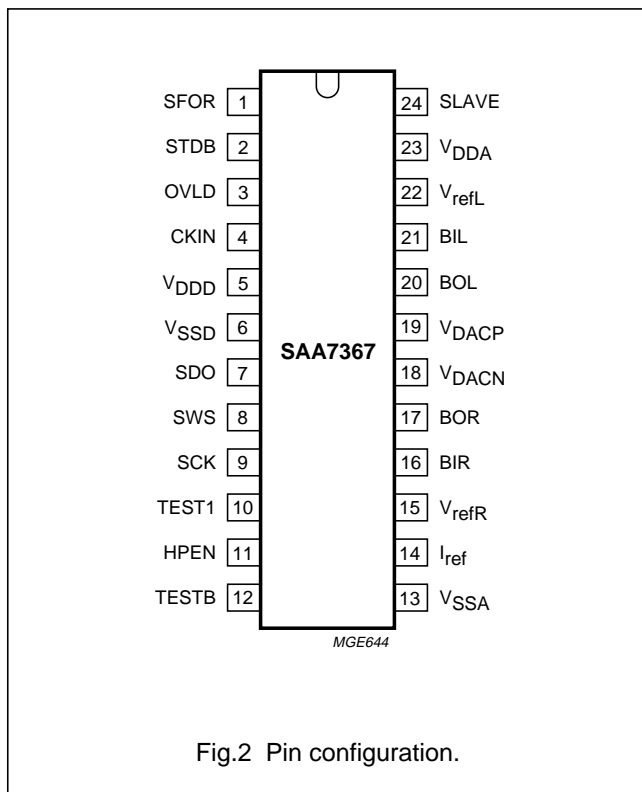 SFOR 1 24 SLAVE
STDB 2 23 VDDA
OVLD 3 22 VrefL
CKIN 4 21 BIL
VDDD 5 20 BOL
VSSD 6 19 VDACP
SAA7367
SDO 7 18 VDACN
SWS 8 17 BOR
SCK 9 16 BIR
TEST1 10 15 VrefR
HPEN 11 14 Iref
TESTB 12 13 VSSA
MGE644
Fig.2 Pin configuration.